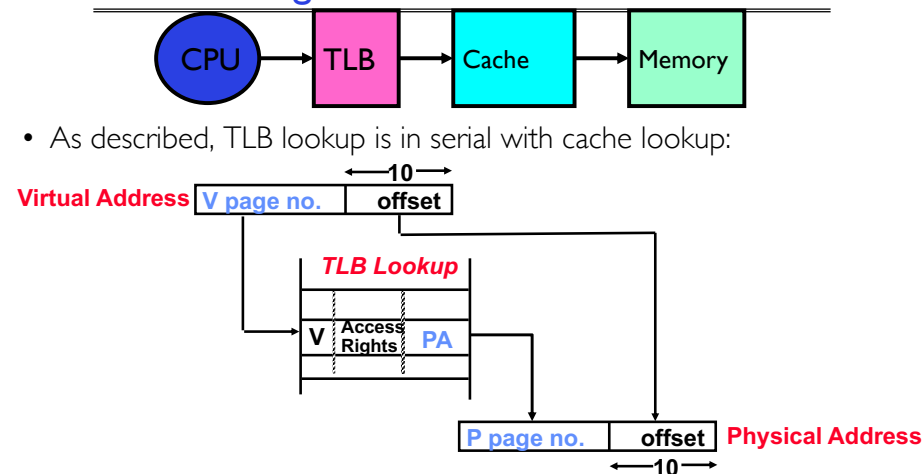 CPU TLB Cache Memory
• As described, TLB lookup is in serial with cache lookup:
10
Virtual Address V page no. offset
TLB Lookup
V Access Rights PA
P page no. offset Physical Address
10